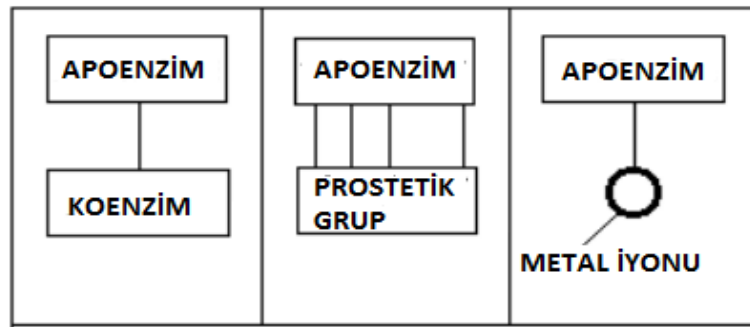 APOENZİM
KOENZİM
APOENZİM
PROSTETİK
GRUP
APOENZİM
METAL İYONU